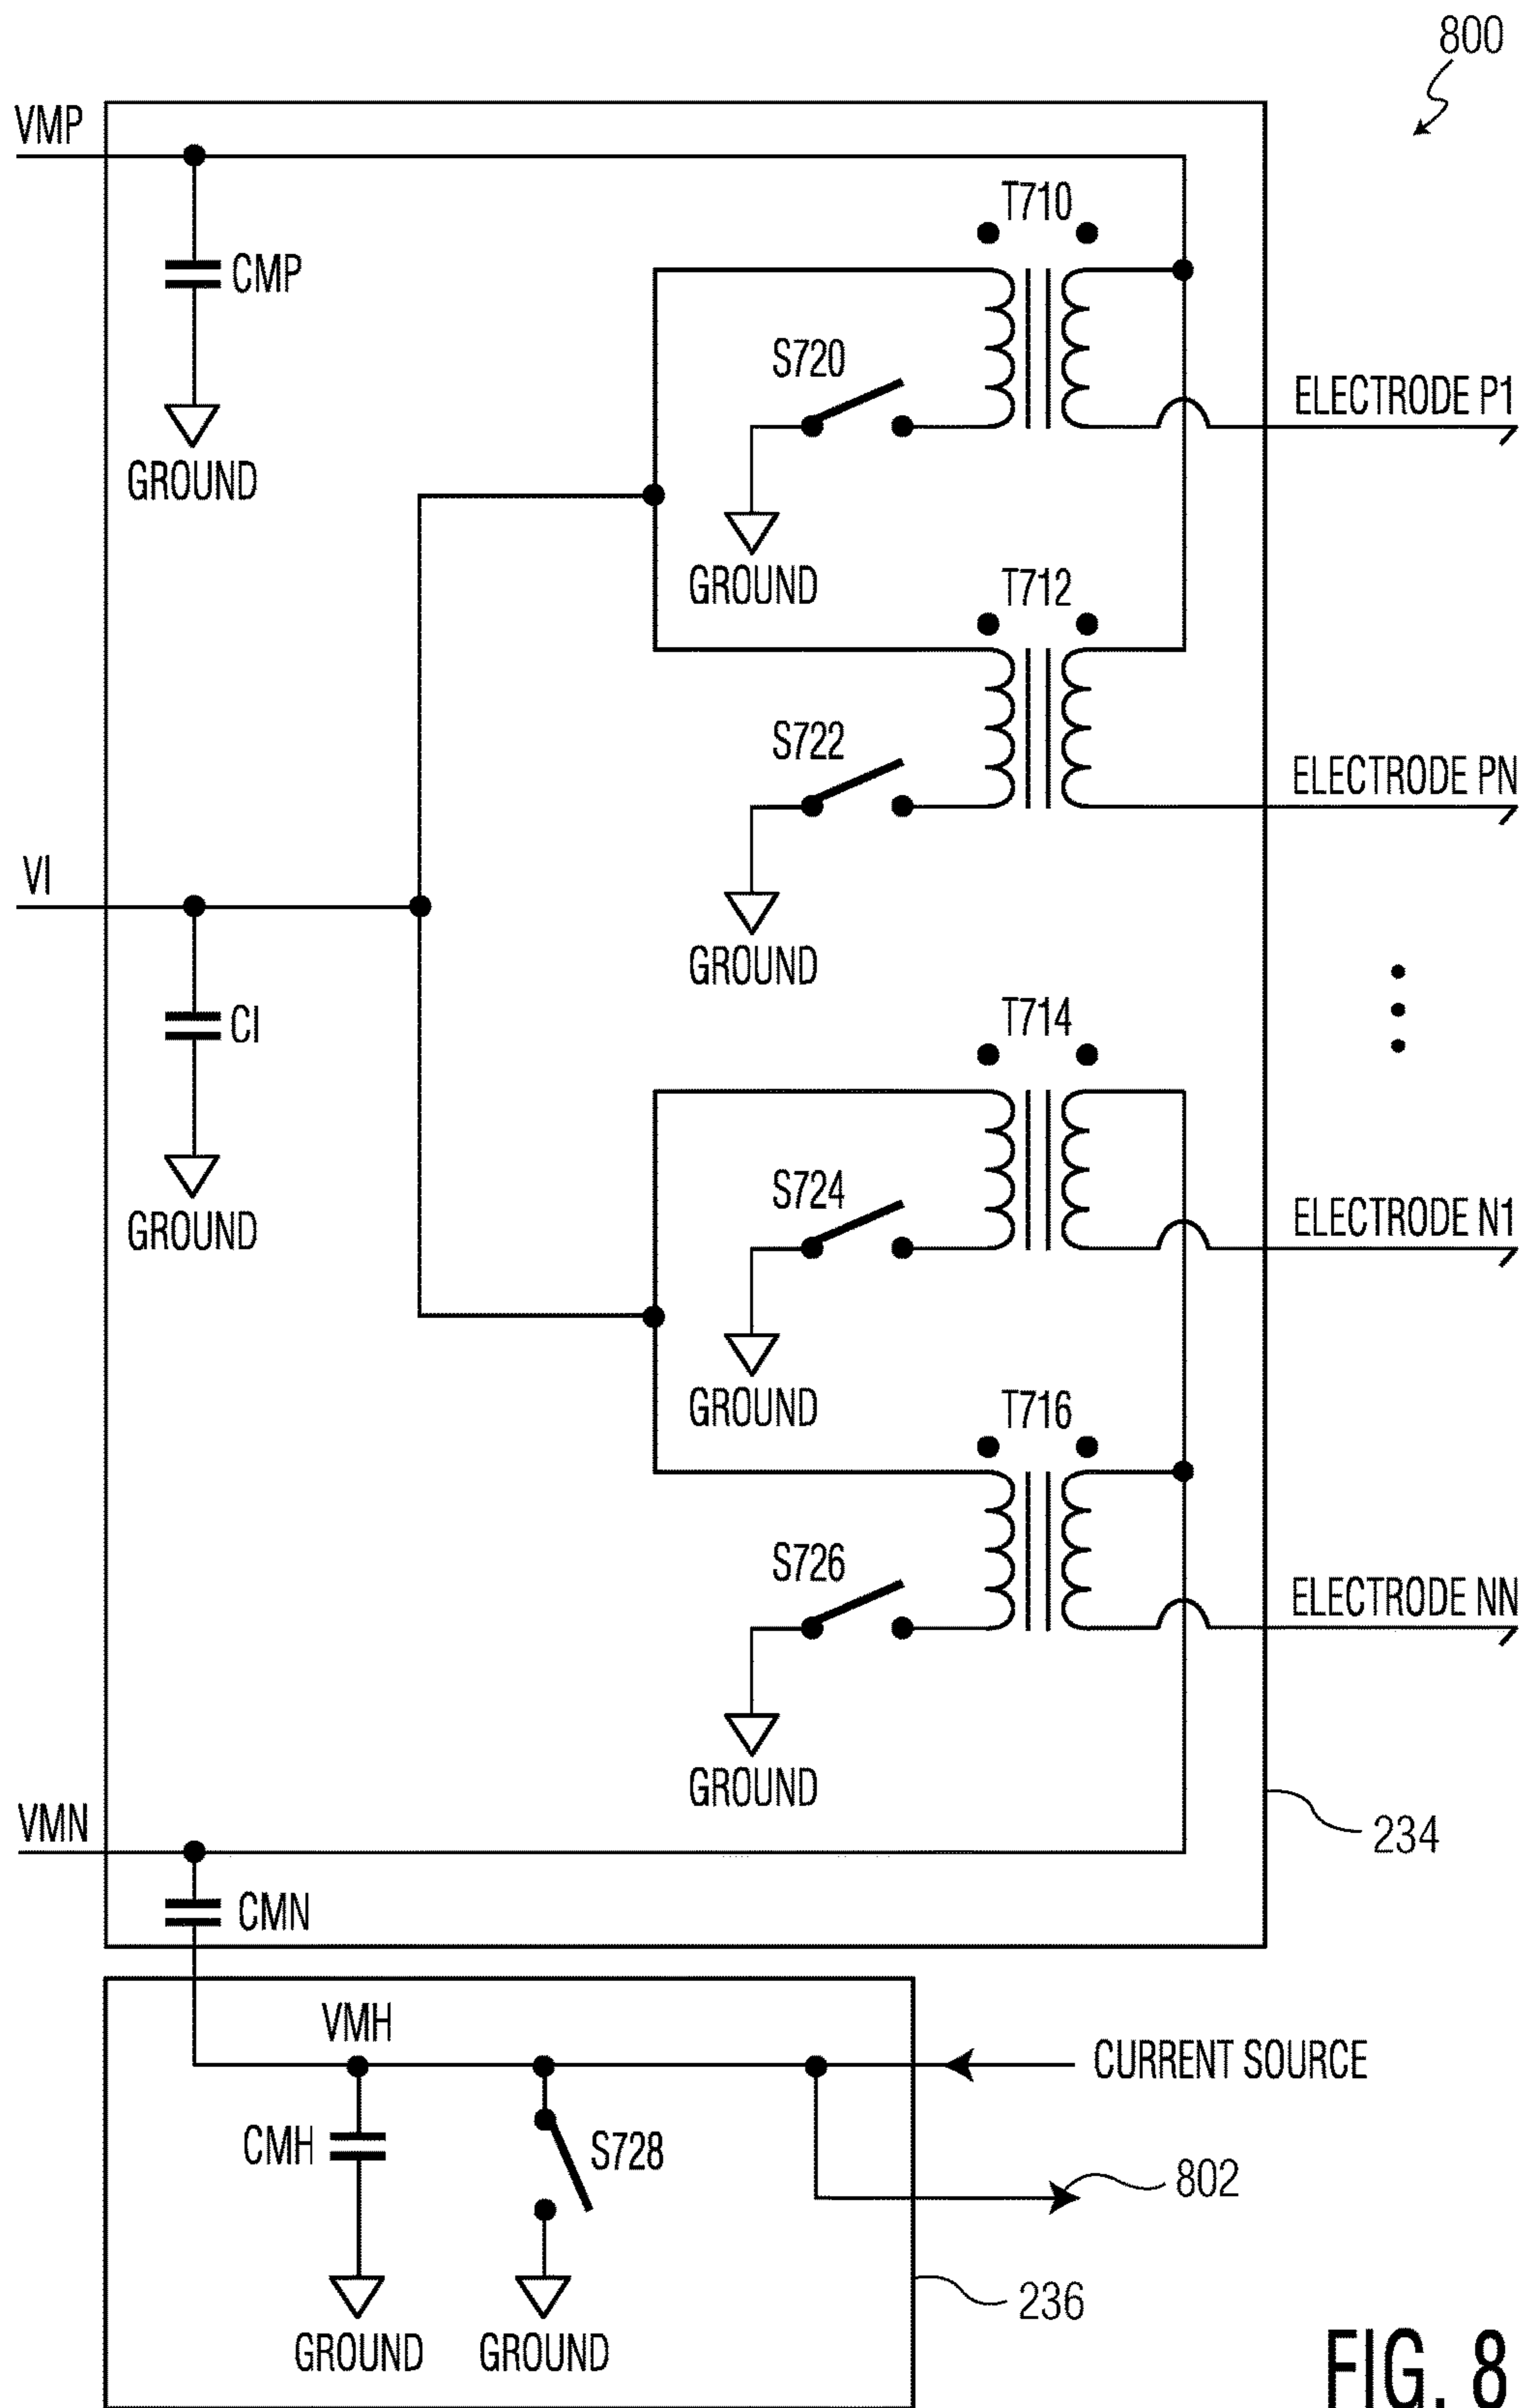 800
VMP
T710
CMP
S720
ELECTRODE P1
GROUND
GROUND
T712
S722
ELECTRODE PN
VI
GROUND
CI
T714
S724
ELECTRODE N1
GROUND
GROUND
T716
S726
ELECTRODE NN
GROUND
VMN
234
CMN
VMH
CURRENT SOURCE
CMH
S728
802
236
GROUND
GROUND
FIG. 8